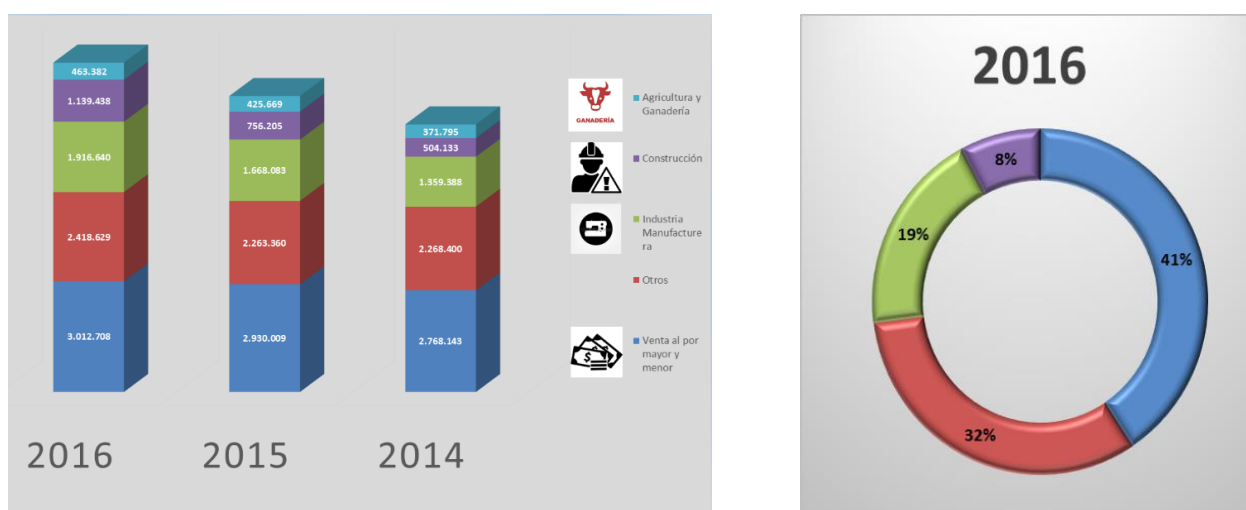 463.382
1.139.438
1.916.640
2.418.629
3.012.708
2016
425.669
756.205
1.668.083
2.263.360
2.930.009
2015
371.795
504.133
1.359.388
2.268.400
2.768.143
2014
GANADERÍA
Agricultura y
Ganadería
Construcción
Industria
Manufacture
ra
Otros
$
Venta al por
mayor y
menor
2016
8%
19%
41%
32%